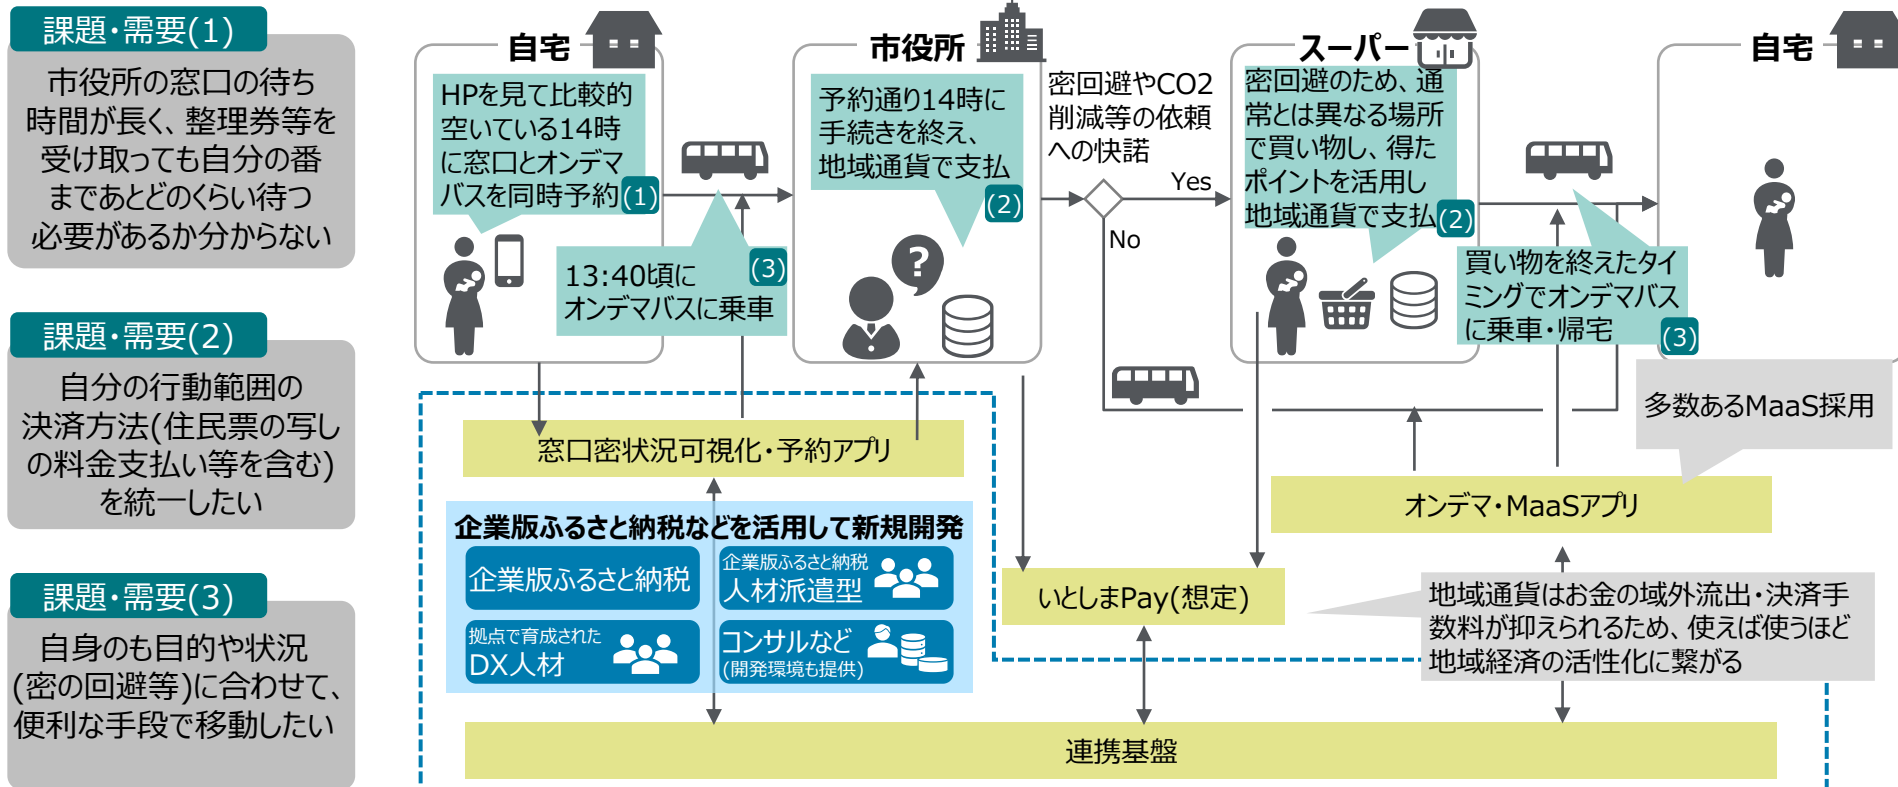 課題・需要(1)
市役所の窓口の待ち
時間が長く、整理券等を
受け取っても自分の番
まであとどのくらい待つ
必要があるか分からない
課題・需要(2)
自分の行動範囲の
決済方法(住民票の写し
の料金支払い等を含む)
を統一したい
課題・需要(3)
自身のも目的や状況
(密の回避等)に合わせて、
便利な手段で移動したい
自宅
HPを見て比較的
空いている14時
に窓口とオンデマ
バスを同時予約
(1)
13:40頃に
オンデマバスに乗車
(3)
市役所
予約通り14時に
手続きを終え、
地域通貨で支払
(2)
?
密回避やCO2
削減等の依頼
への快諾
Yes
No
スーパー
密回避のため、通
常とは異なる場所
で買い物し、得た
ポイントを活用し
地域通貨で支払
(2)
買い物を終えたタイ
ミングでオンデマバス
に乗車・帰宅
(3)
自宅
多数あるMaaS採用
窓口密状況可視化・予約アプリ
オンデマ・MaaSアプリ
企業版ふるさと納税などを活用して新規開発
企業版ふるさと納税
企業版ふるさと納税
人材派遣型
拠点で育成された
DX人材
コンサルなど
(開発環境も提供)
いとしまPay(想定)
地域通貨はお金の域外流出・決済手
数料が抑えられるため、使えば使うほど
地域経済の活性化に繋がる
連携基盤